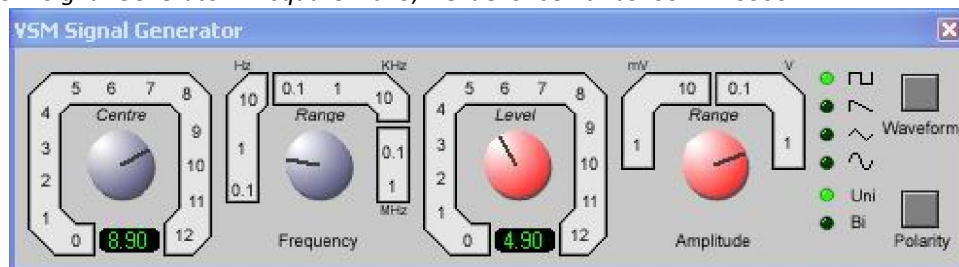 Signal Generator
VSM Signal Generator
Hz KHz mV V
5 6 7 8
4 Centre 9
3 10
2 11
1 12
0
8.90
10 0.1 1 10
Range
1 0.1
0.1 1
MHz
Frequency
5 6 7 8
4 Level 9
3 10
2 11
1 12
0
4.90
10 0.1
Range
1 1
Amplitude
Waveform
Uni
Bi
Polarity